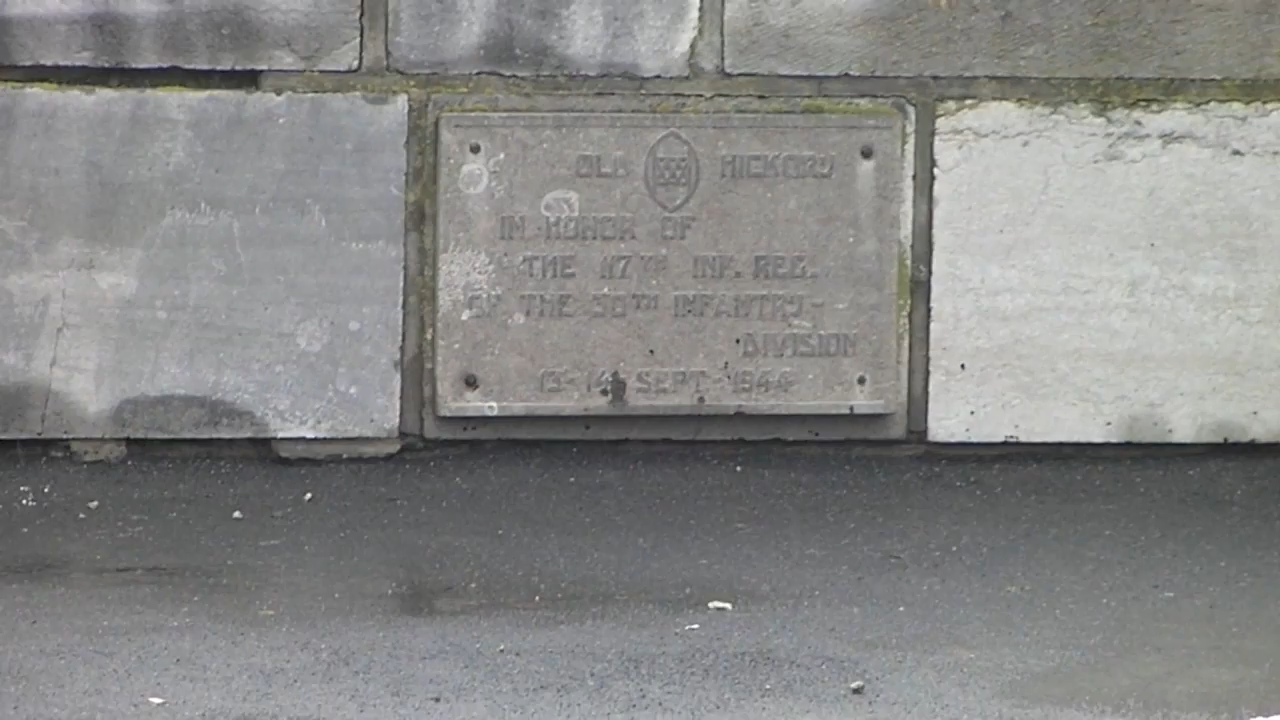 OLD HICKORY
IN HONOR OF
THE 117TH INF. REG.
OF THE 30TH INFANTRY-
DIVISION
13-14 SEPT-1944